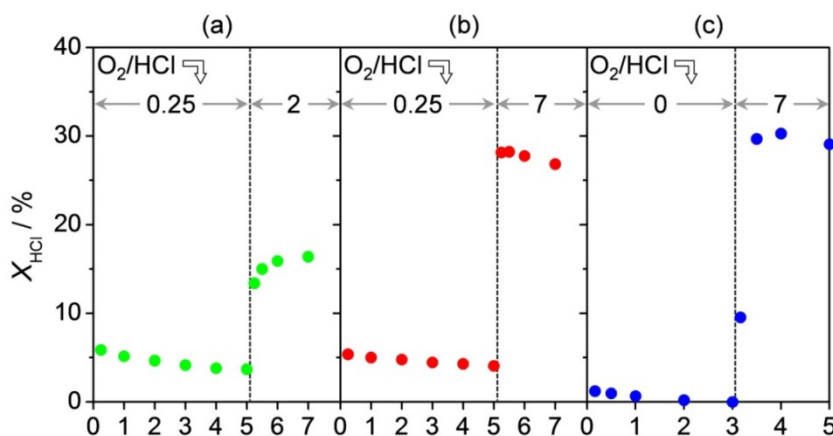 (a) (b) (c)
40
30
20
10
0
X_HCl / %
O₂/HCl
0.25 2
O₂/HCl
0.25 7
O₂/HCl
0 7
0 1 2 3 4 5 6 7 0 1 2 3 4 5 6 7 0 1 2 3 4 5